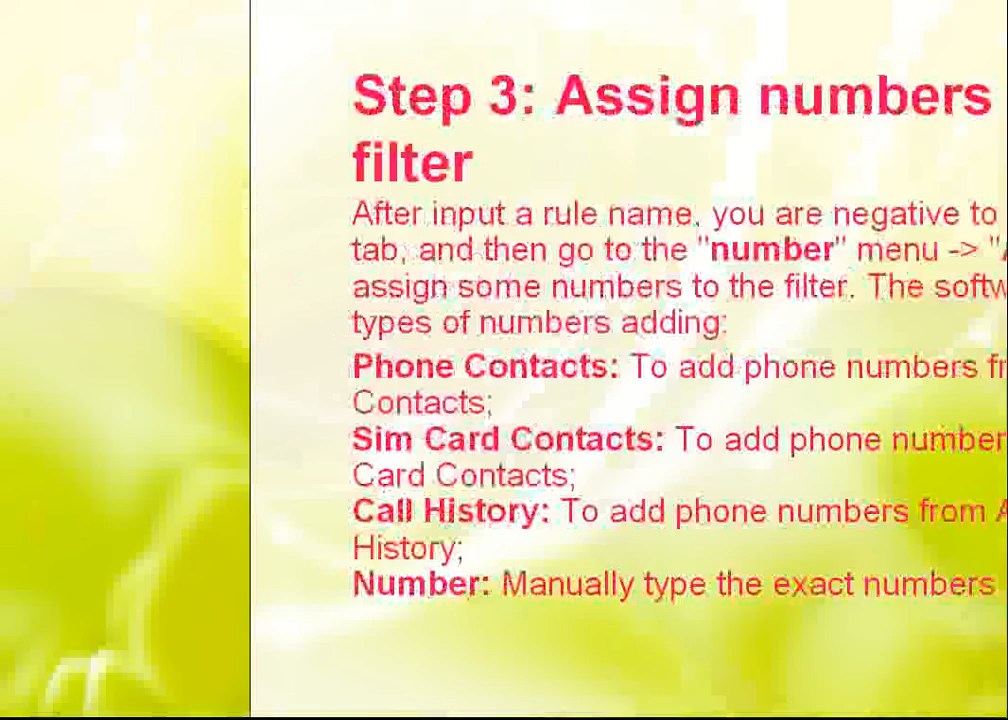 Step 3: Assign numbers
filter
After input a rule name, you are negative to
tab, and then go to the "number" menu -> "
assign some numbers to the filter. The
types of numbers adding:
Phone Contacts: To add phone numbers
Contacts;
Sim Card Contacts: To add phone
Card Contacts;
Call History: To add phone numbers from
History;
Number: Manually type the exact numbers